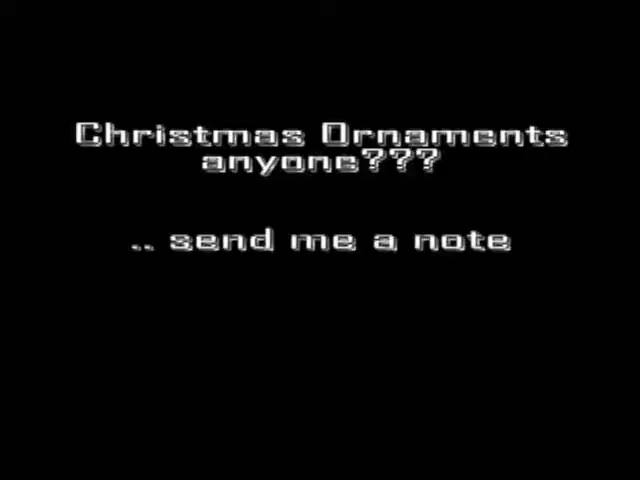 Christmas Ornaments
anyone???
.. send me a note